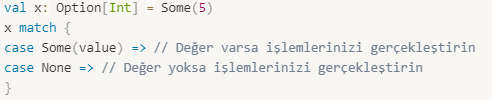 val x: Option[Int] = Some(5)
x match {
case Some(value) => // Değer varsa işlemlerinizi gerçekleştirin
case None => // Değer yoksa işlemlerinizi gerçekleştirin
}